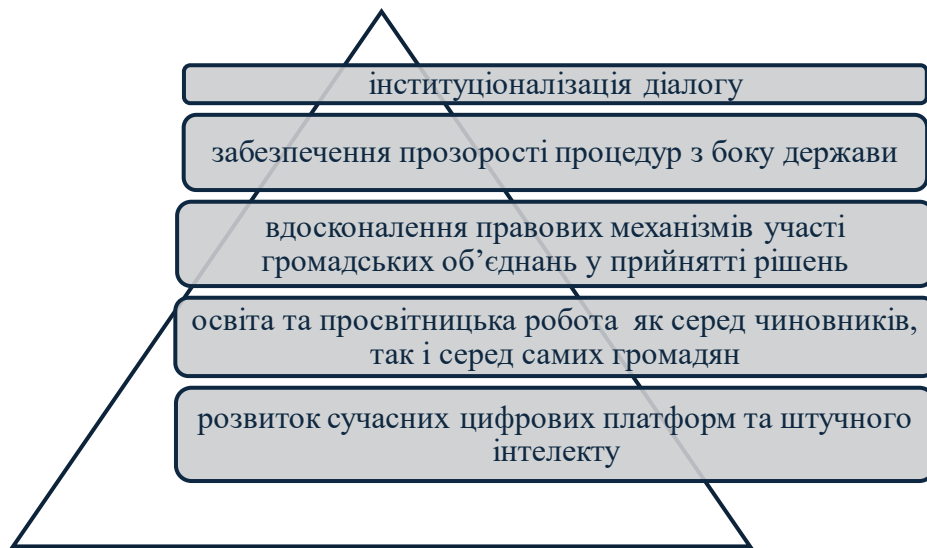 інституціоналізація діалогу
забезпечення прозорості процедур з боку держави
вдосконалення правових механізмів участі
громадських об’єднань у прийнятті рішень
освіта та просвітницька робота як серед чиновників,
так і серед самих громадян
розвиток сучасних цифрових платформ та штучного
інтелекту